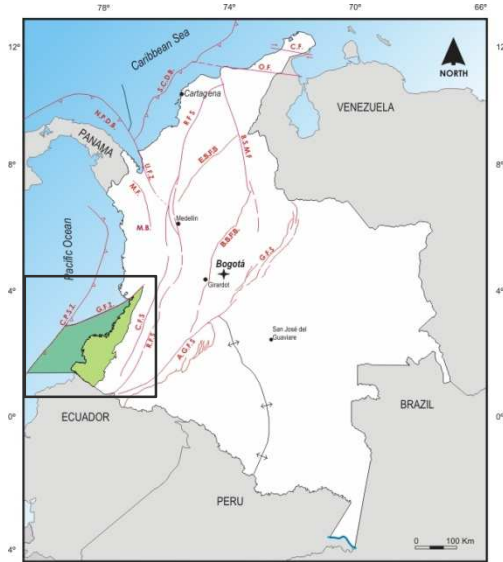 78°
74°
70°
12°
12°
8°
8°
4°
4°
0°
0°
4°
4°
Caribbean Sea
C.F.
O.F.
NORTH
S.C.D.B.
Cartagena
VENEZUELA
N.P.D.B.
R.F.S.
PANAMA
U.F.Z.
E.B.F.B
B.S.M.F
M.F.
Pacific Ocean
M.B.
Medellín
B.B.F.B.
G.F.S.
Bogotá
Girardot
C.P.S.Z.
G.F.Z.
C.F.S.
R.F.S.
San José del
Guaviare
A.G.F.S
ECUADOR
BRAZIL
PERU
0 100 Km